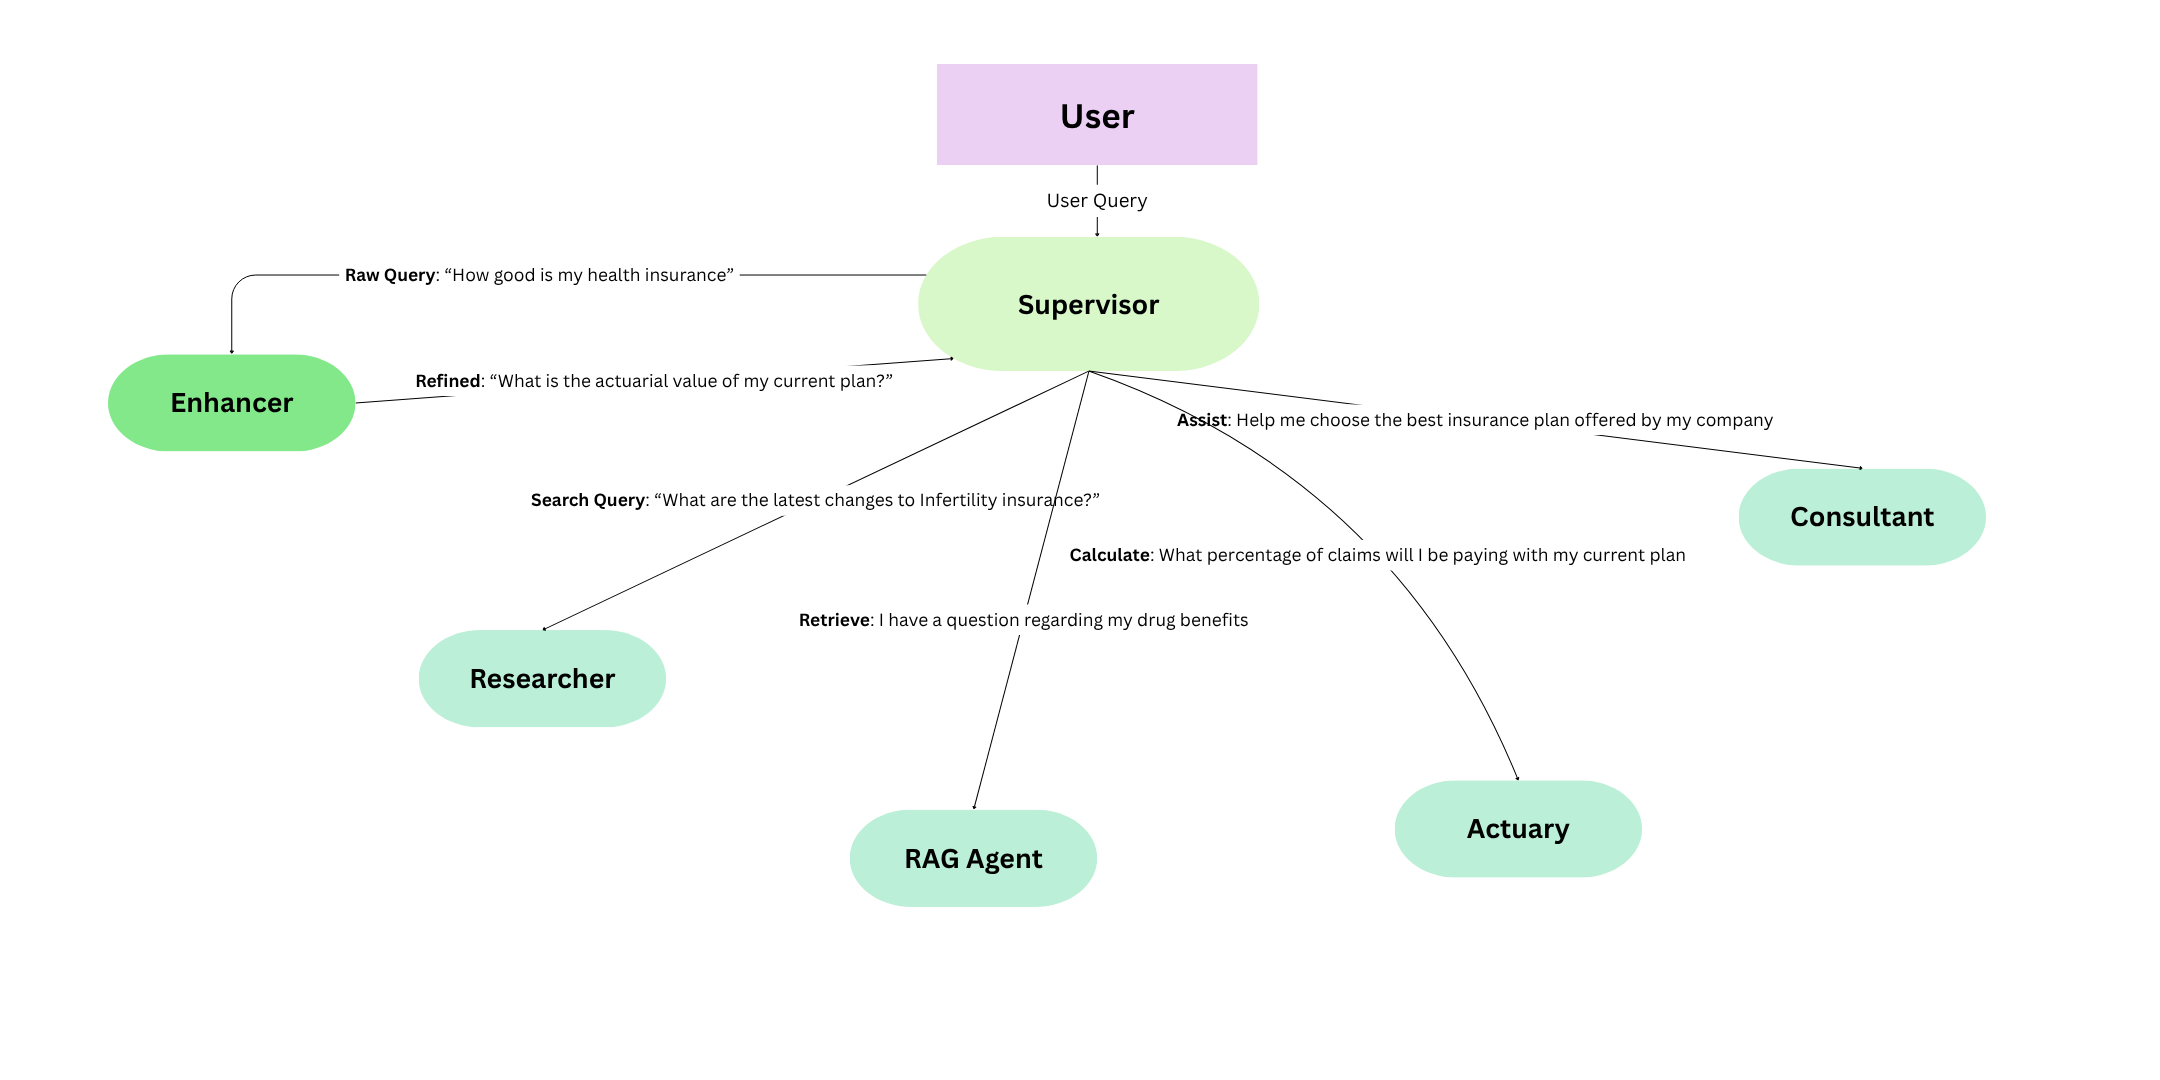 User
User Query
Raw Query: “How good is my health insurance”
Supervisor
Refined: “What is the actuarial value of my current plan?”
Enhancer
Assist: Help me choose the best insurance plan offered by my company
Search Query: “What are the latest changes to Infertility insurance?”
Consultant
Calculate: What percentage of claims will I be paying with my current plan
Retrieve: I have a question regarding my drug benefits
Researcher
Actuary
RAG Agent